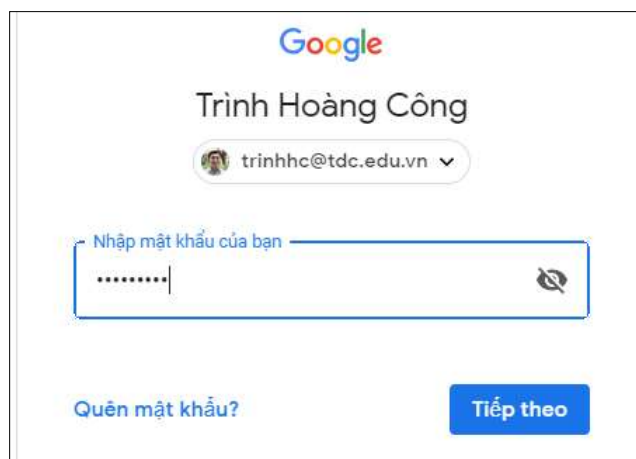 Google
Trình Hoàng Công
trinhhc@tdc.edu.vn
Nhập mật khẩu của bạn
•••••••••
Quên mật khẩu?
Tiếp theo